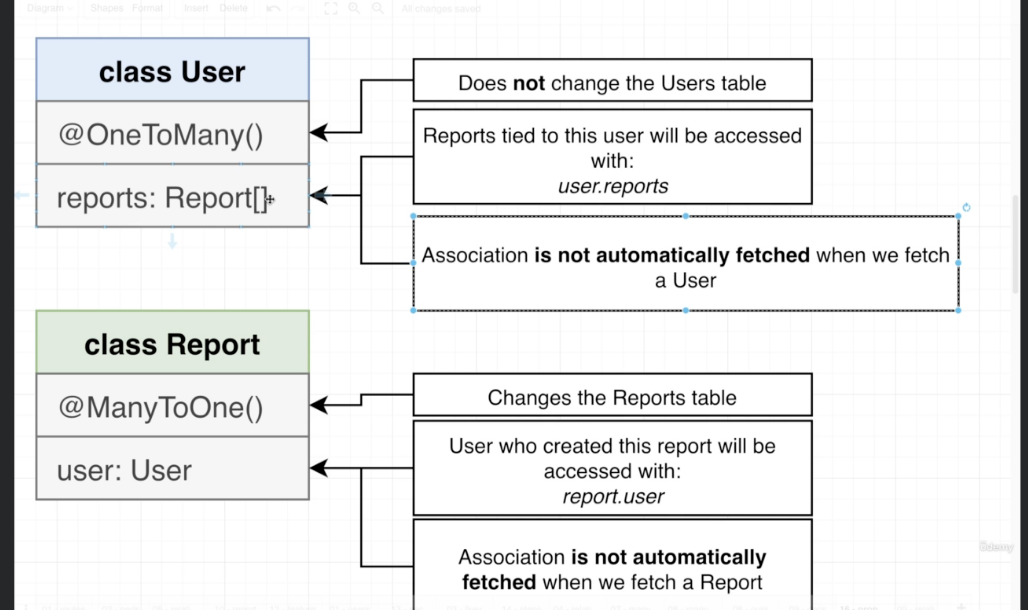 Diagram
Shapes Format Insert Delete
All changes saved
class User
@OneToMany()
reports: Report[]
Does not change the Users table
Reports tied to this user will be accessed
with:
user.reports
Association is not automatically fetched when we fetch
a User
class Report
@ManyToOne()
user: User
Changes the Reports table
User who created this report will be
accessed with:
report.user
Association is not automatically
fetched when we fetch a Report
Udemy